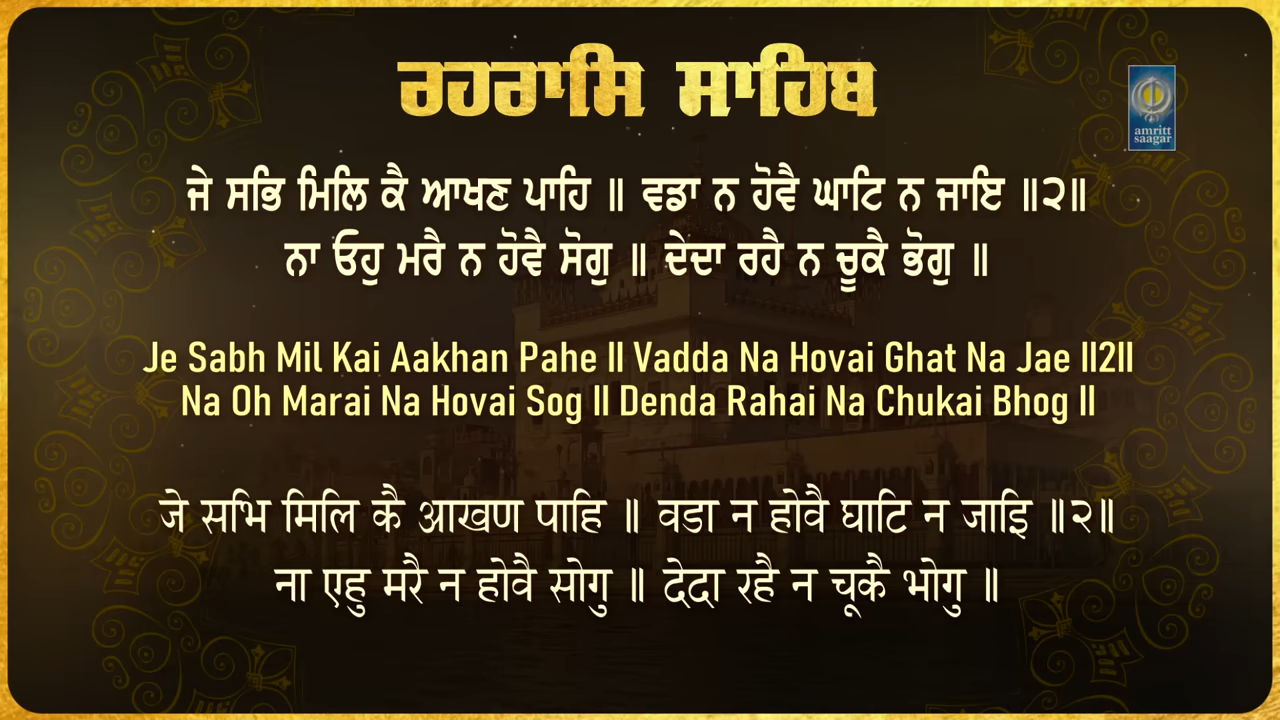 ਰਹਰਾਸਿ ਸਾਹਿਬ
amritt
saagar
ਜੇ ਸਭਿ ਮਿਲਿ ਕੈ ਆਖਣ ਪਾਹਿ ॥ ਵਡਾ ਨ ਹੋਵੈ ਘਾਟਿ ਨ ਜਾਇ ॥੨॥
ਨਾ ਓਹੁ ਮਰੈ ਨ ਹੋਵੈ ਸੋਗੁ ॥ ਦੇਦਾ ਰਹੈ ਨ ਚੂਕੈ ਭੋਗੁ ॥
Je Sabh Mil Kai Aakhan Pahe II Vadda Na Hovai Ghat Na Jae II2II
Na Oh Marai Na Hovai Sog II Denda Rahai Na Chukai Bhog II
जे सभि मिलि कै आखण पाहि ॥ वडा न होवै घाटि न जाइि ॥२॥
ना एहु मरै न होवै सोगु ॥ देदा रहै न चूकै भोगु ॥